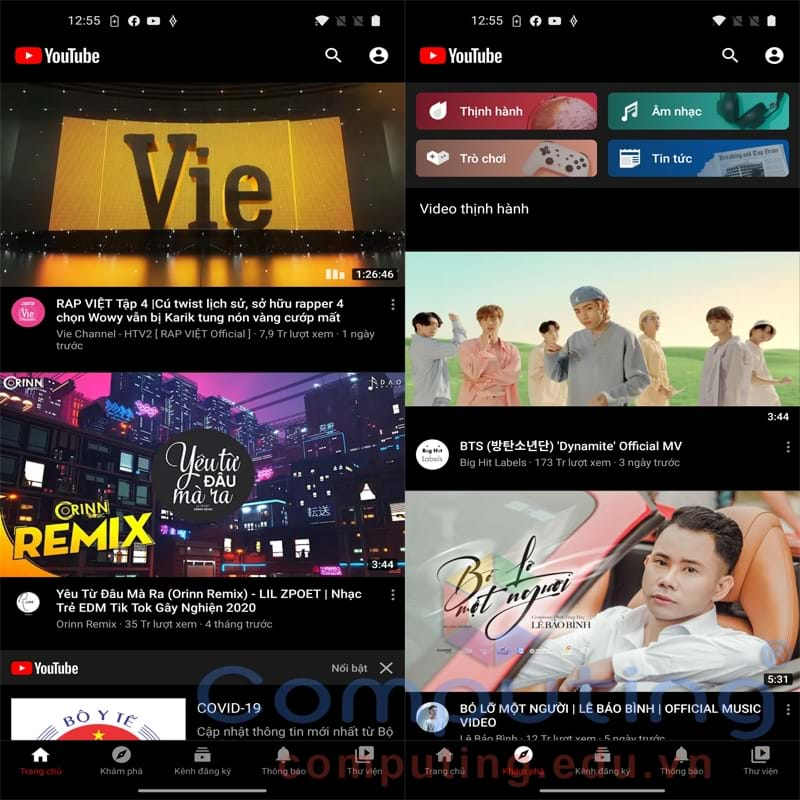 12:55
YouTube
Vie
1:26:46
Vie
RAP VIỆT Tập 4 |Cú twist lịch sử, sở hữu rapper 4
chọn Wowy vẫn bị Karik tung nón vàng cướp mất
Vie Channel - HTV2 [ RAP VIỆT Official ] · 7,9 Tr lượt xem · 1 ngày
trước
ORINN
DAO
Yêu từ
ĐÂU
mà ra
ORINN
REMIX
転送
3:44
Yêu Từ Đâu Mà Ra (Orinn Remix) - LIL ZPOET | Nhạc
Trẻ EDM Tik Tok Gây Nghiện 2020
Orinn Remix · 35 Tr lượt xem · 4 tháng trước
YouTube
Nổi bật
BỘ Y TẾ
COVID-19
Cập nhật thông tin mới nhất từ Bộ
Trang chủ
Khám phá
Kênh đăng ký
Thông báo
Thư viện
12:55
YouTube
Thịnh hành
Âm nhạc
Trò chơi
Tin tức
Video thịnh hành
3:44
Big Hit
Labels
BTS (방탄소년단) 'Dynamite' Official MV
Big Hit Labels · 173 Tr lượt xem · 3 ngày trước
Bỏ lỡ
một người
LÊ BẢO BÌNH
5:31
BỎ LỠ MỘT NGƯỜI | LÊ BẢO BÌNH | OFFICIAL MUSIC
VIDEO
Lê Bảo Bình · 12 Tr lượt xem · 5 ngày trước
Trang chủ
Khám phá
Kênh đăng ký
Thông báo
Thư viện
Computing
computing.edu.vn